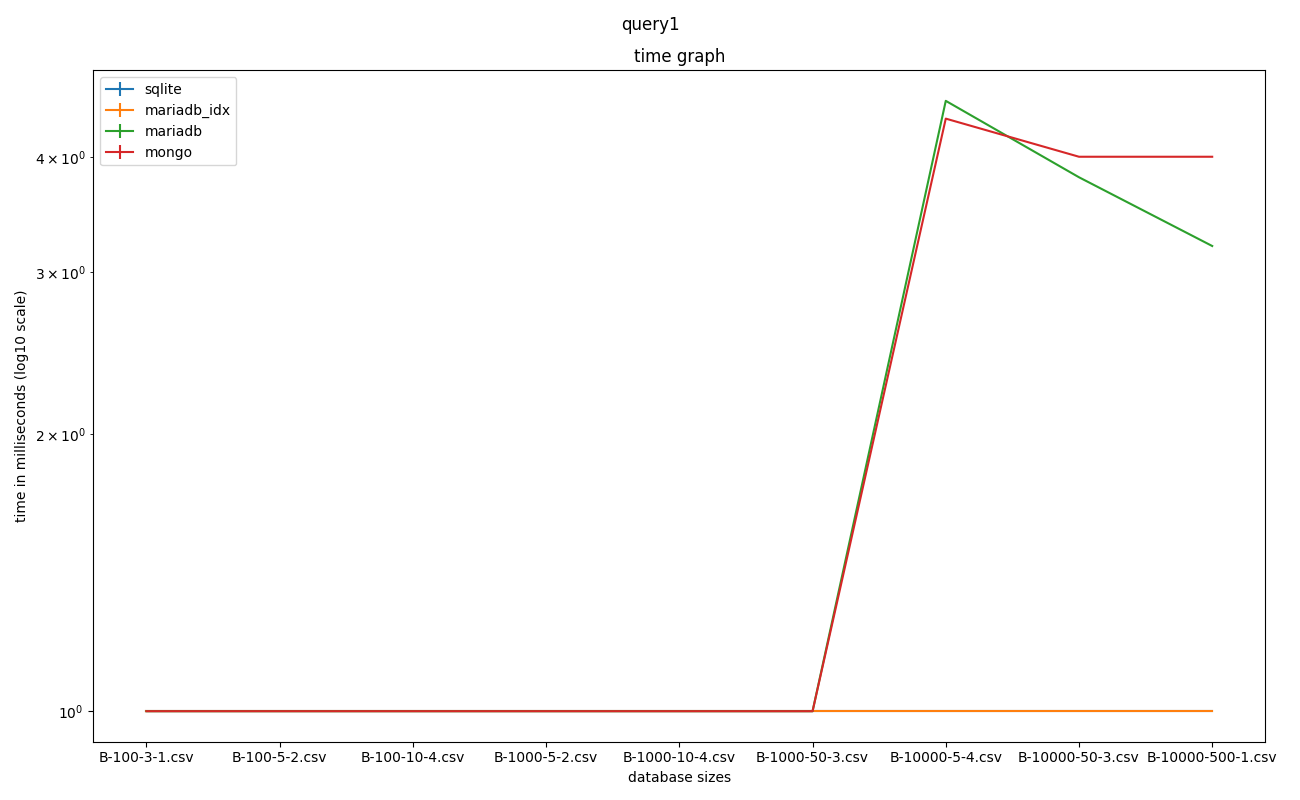 query1
time graph
sqlite
mariadb_idx
mariadb
mongo
4 × 10⁰
3 × 10⁰
2 × 10⁰
10⁰
time in milliseconds (log10 scale)
B-100-3-1.csv B-100-5-2.csv B-100-10-4.csv B-1000-5-2.csv B-1000-10-4.csv B-1000-50-3.csv B-10000-5-4.csv B-10000-50-3.csv B-10000-500-1.csv
database sizes